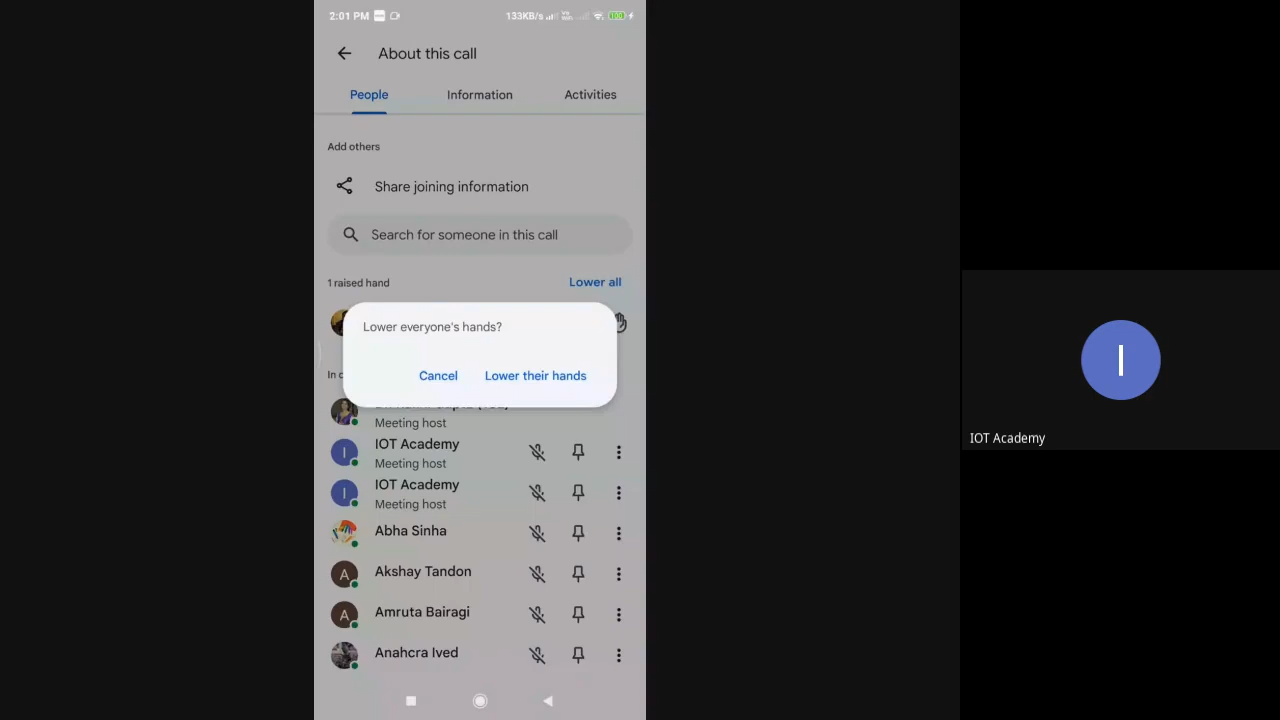 2:01 PM
133KB/s
100
About this call
People
Information
Activities
Add others
Share joining information
Search for someone in this call
1 raised hand
Lower all
Lower everyone's hands?
Cancel
Lower their hands
Meeting host
I
IOT Academy
Meeting host
I
IOT Academy
Meeting host
Abha Sinha
A
Akshay Tandon
A
Amruta Bairagi
Anahcra Ived
I
IOT Academy